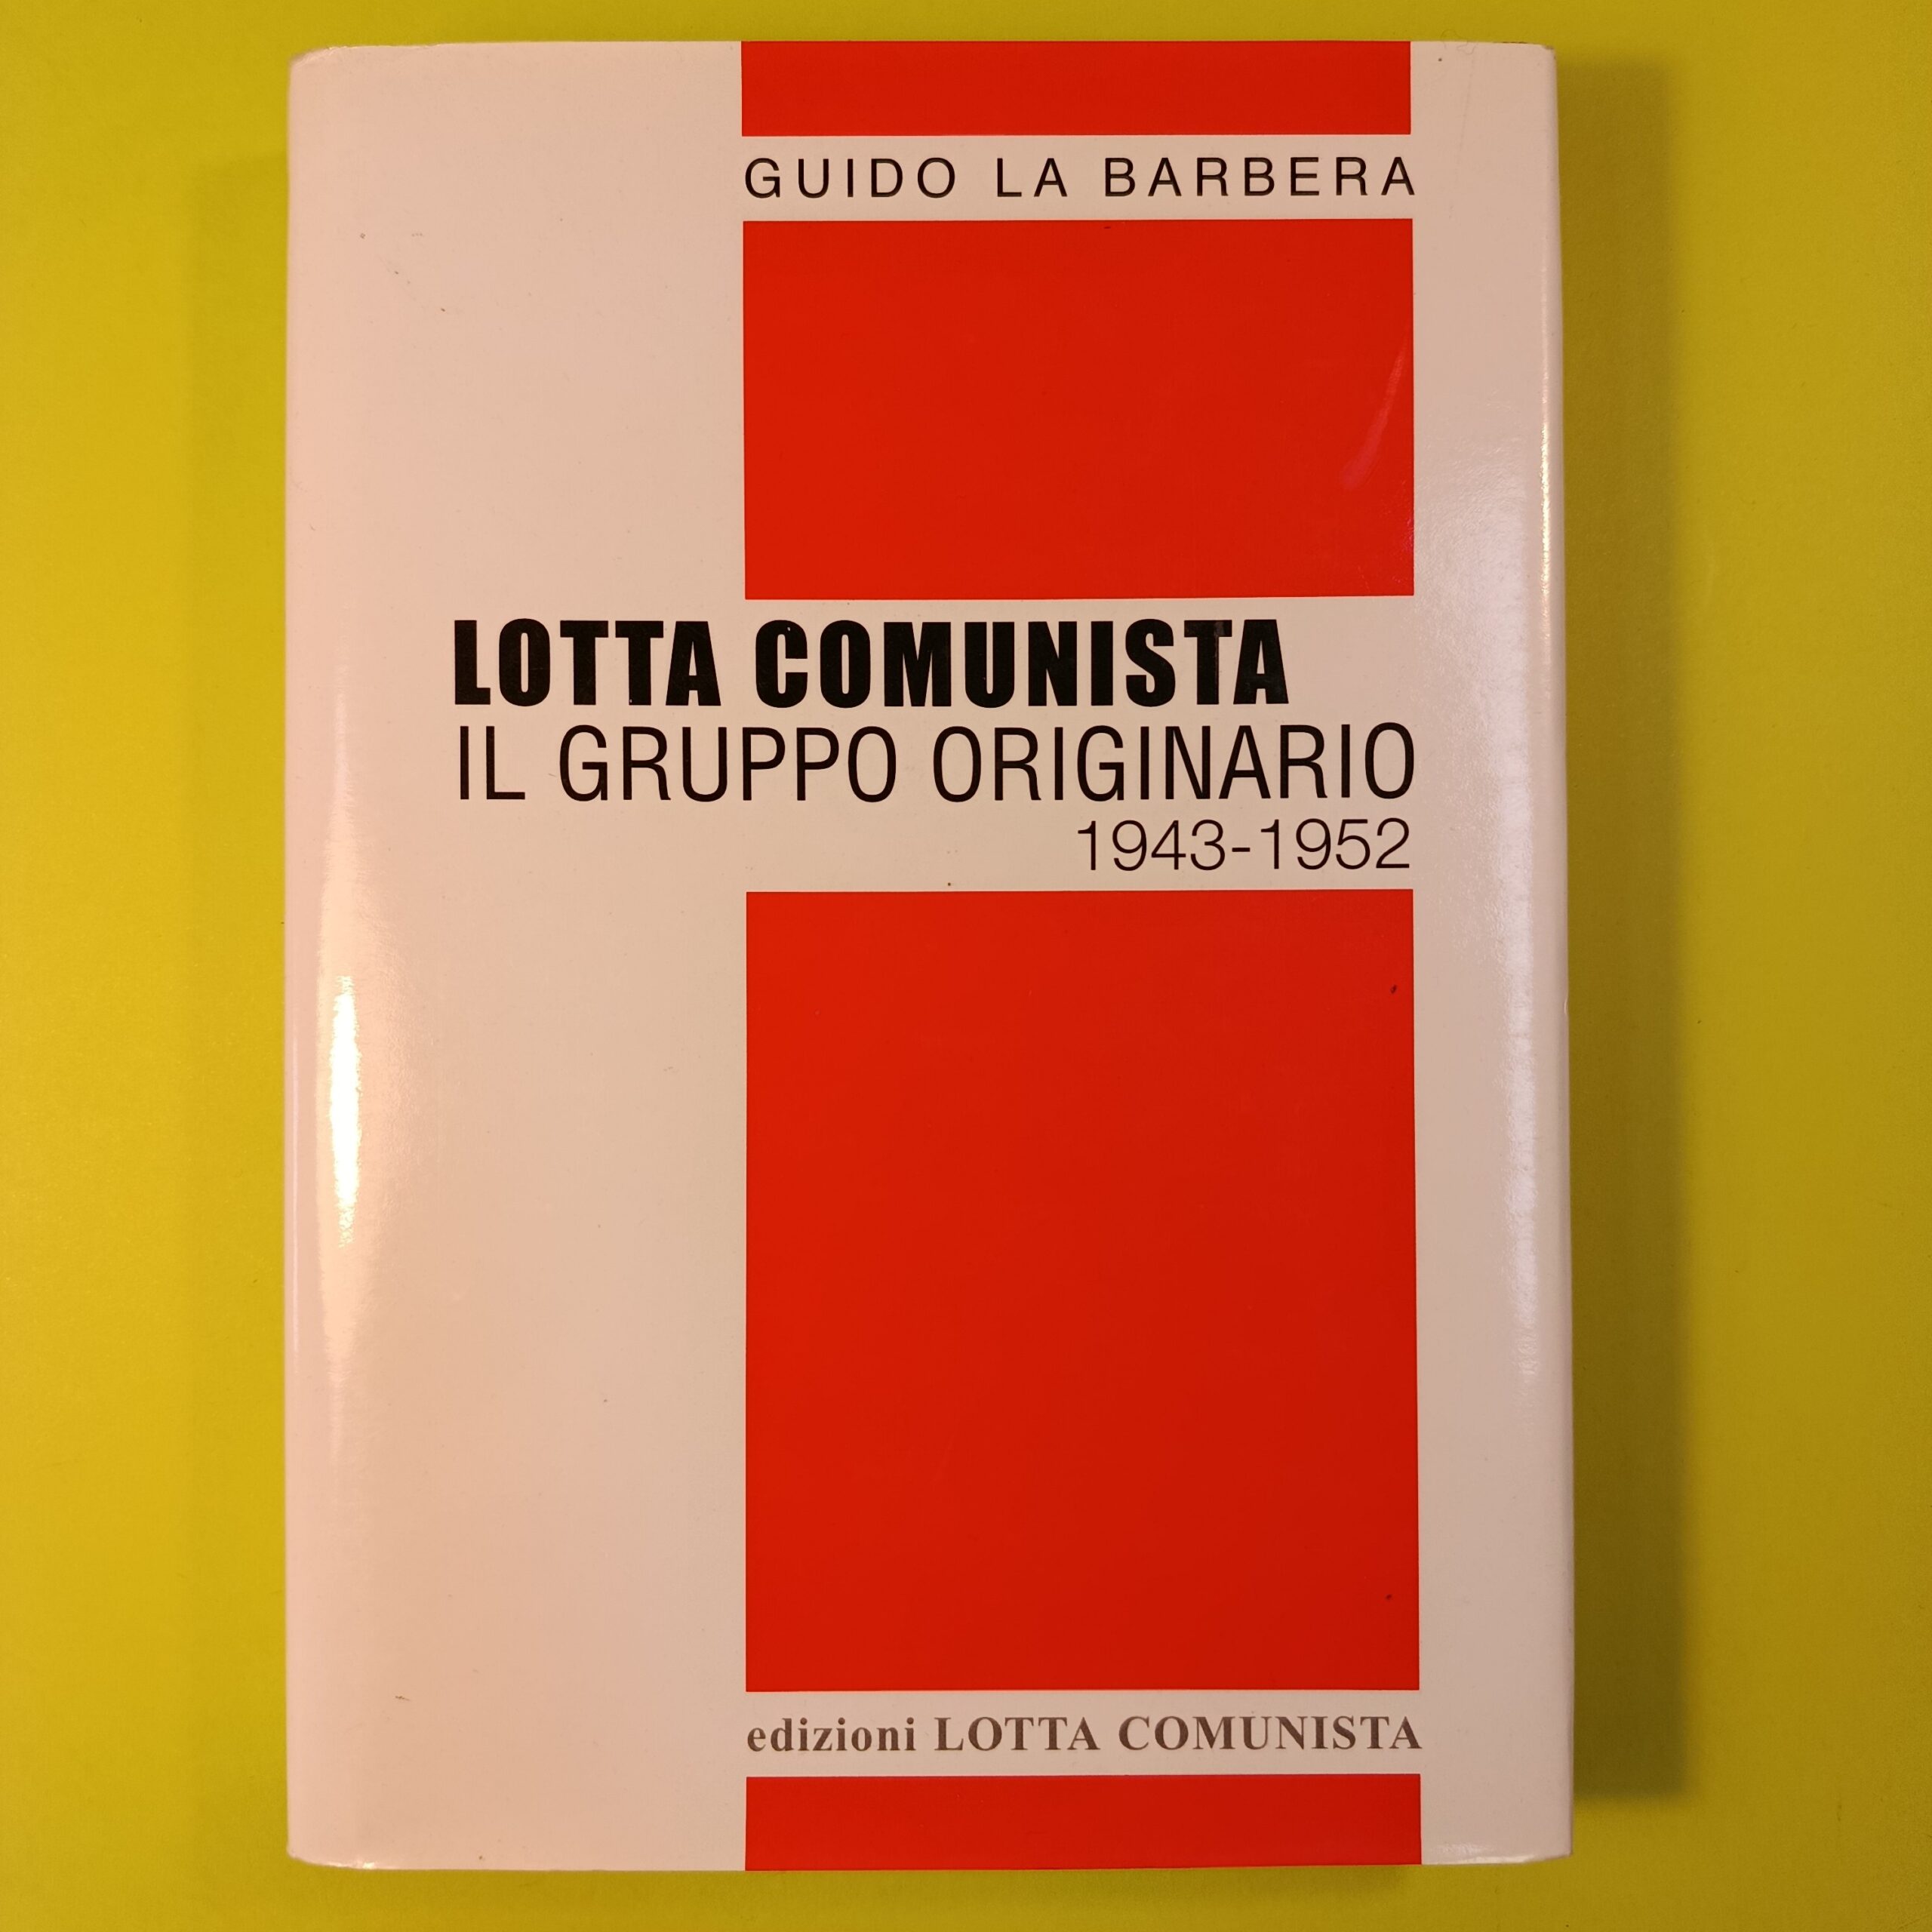 GUIDO LA BARBERA
LOTTA COMUNISTA
IL GRUPPO ORIGINARIO
1943-1952
edizioni LOTTA COMUNISTA